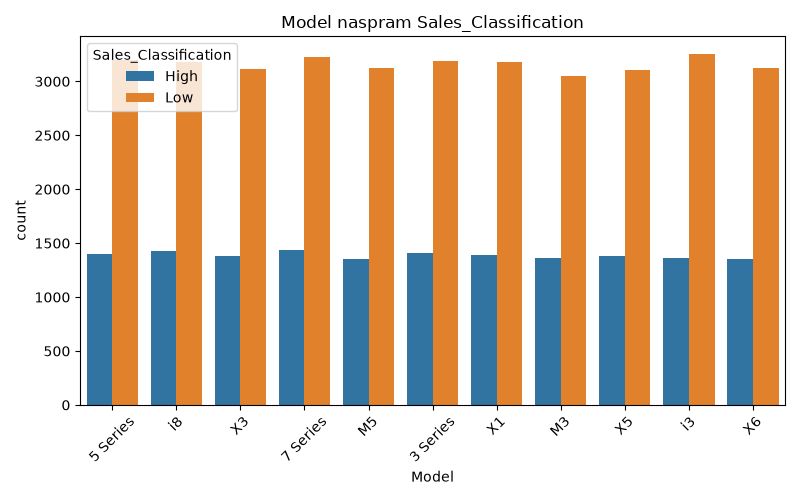 Model naspram Sales_Classification
Sales_Classification
High
Low
count
3000
2500
2000
1500
1000
500
0
5 Series
i8
X3
7 Series
M5
3 Series
X1
M3
X5
i3
X6
Model